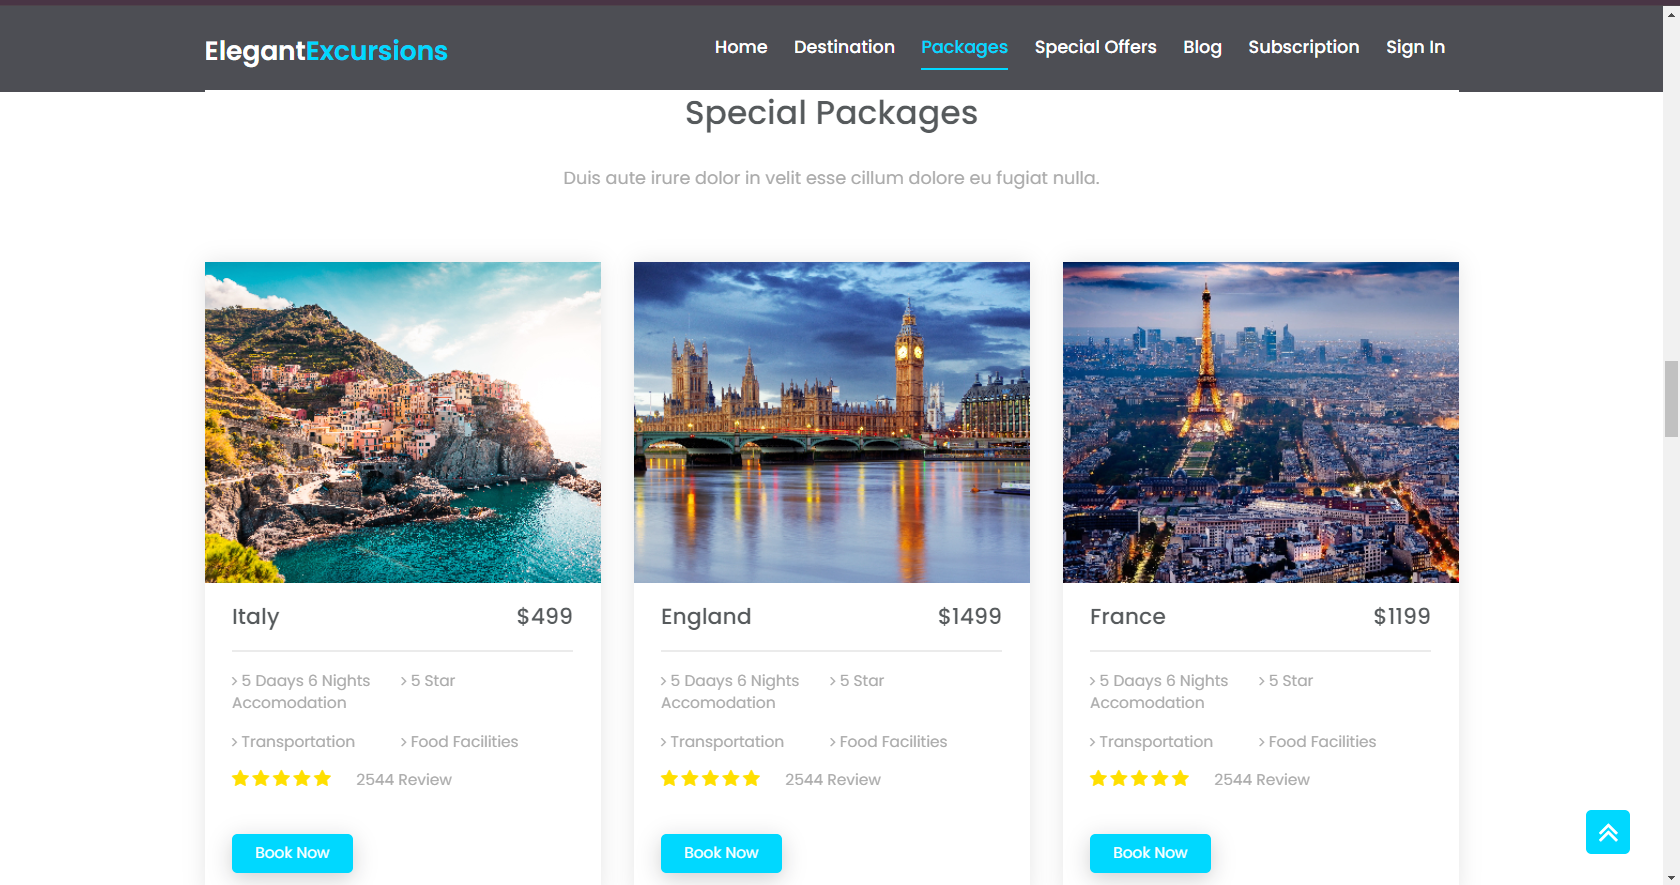 ElegantExcursions
Home Destination Packages Special Offers Blog Subscription Sign In
Special Packages
Duis aute irure dolor in velit esse cillum dolore eu fugiat nulla.
Italy $499
> 5 Daays 6 Nights > 5 Star
Accomodation
> Transportation > Food Facilities
2544 Review
Book Now
England $1499
> 5 Daays 6 Nights > 5 Star
Accomodation
> Transportation > Food Facilities
2544 Review
Book Now
France $1199
> 5 Daays 6 Nights > 5 Star
Accomodation
> Transportation > Food Facilities
2544 Review
Book Now